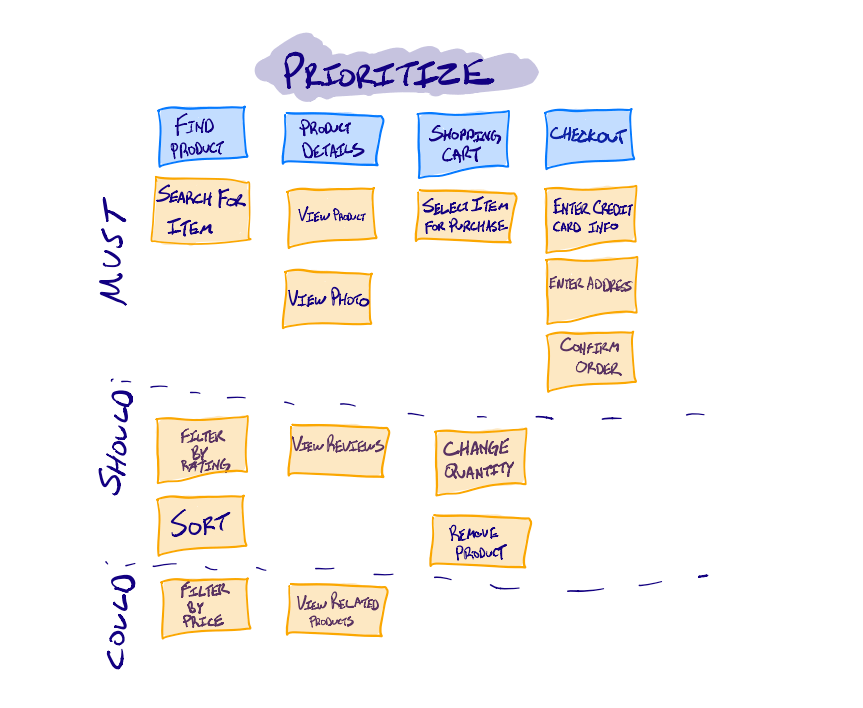 PRIORITIZE
FIND
PRODUCT
PRODUCT
DETAILS
SHOPPING
CART
CHECKOUT
MUST
SEARCH FOR
ITEM
VIEW PRODUCT
SELECT ITEM
FOR PURCHASE
ENTER CREDIT
CARD INFO
VIEW PHOTO
ENTER ADDRESS
CONFIRM
ORDER
SHOULD:
FILTER
BY
RATING
VIEW REVIEWS
CHANGE
QUANTITY
SORT
REMOVE
PRODUCT
COULD:
FILTER
BY
PRICE
VIEW RELATED
PRODUCTS